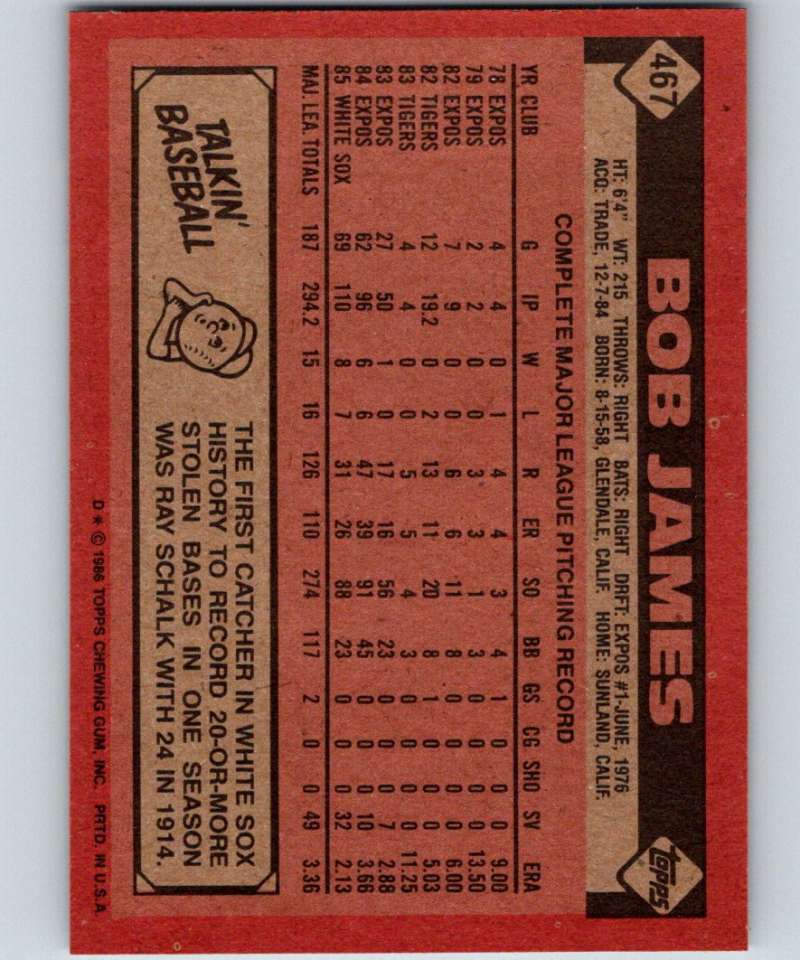 467
BOB JAMES
topps
HT: 6'4" WT: 215 THROWS: RIGHT BATS: RIGHT DRFT: EXPOS #1-JUNE, 1976
ACQ: TRADE, 12-7-84 BORN: 8-15-58, GLENDALE, CALIF. HOME: SUNLAND, CALIF.
COMPLETE MAJOR LEAGUE PITCHING RECORD
YR CLUB G IP W L R ER SO BB GS CG SHO SV ERA
78 EXPOS 4 4 0 1 4 4 3 4 1 0 0 0 9.00
79 EXPOS 2 2 0 0 3 3 1 3 0 0 0 0 13.50
82 EXPOS 7 9 0 0 6 6 11 8 0 0 0 0 6.00
82 TIGERS 12 19.2 0 2 13 11 20 8 1 0 0 0 5.03
83 TIGERS 4 4 0 0 5 5 4 3 0 0 0 0 11.25
83 EXPOS 27 50 1 0 17 16 56 23 0 0 0 7 2.88
84 EXPOS 62 96 6 6 47 39 91 45 0 0 0 10 3.66
85 WHITE SOX 69 110 8 7 31 26 88 23 0 0 0 32 2.13
MAJ. LEA. TOTALS 187 294.2 15 16 126 110 274 117 2 0 0 49 3.36
TALKIN'
BASEBALL
THE FIRST CATCHER IN WHITE SOX
HISTORY TO RECORD 20-OR-MORE
STOLEN BASES IN ONE SEASON
WAS RAY SCHALK WITH 24 IN 1914.
D * © 1986 TOPPS CHEWING GUM, INC. PRTD. IN U.S.A.